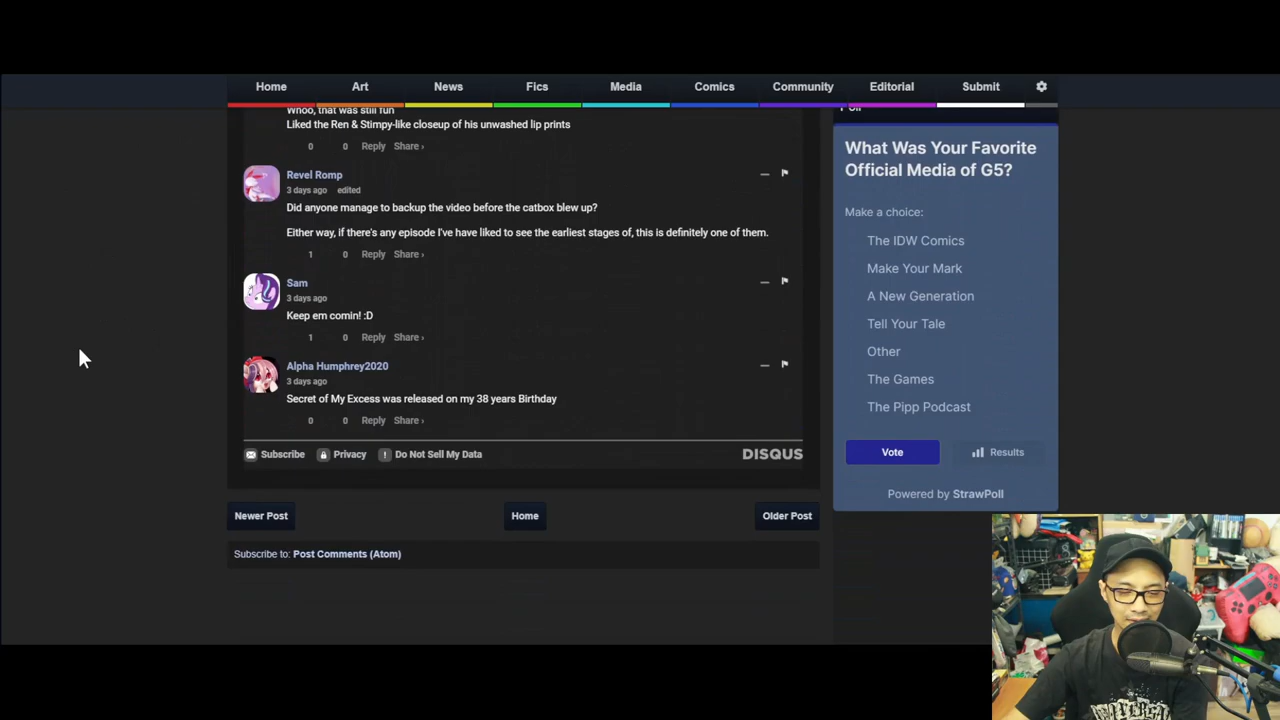 Home Art News Fics Media Comics Community Editorial Submit
Whoo, that was still fun
Liked the Ren & Stimpy-like closeup of his unwashed lip prints
0 0 Reply Share ›
Revel Romp
3 days ago edited
Did anyone manage to backup the video before the catbox blew up?
Either way, if there's any episode I've have liked to see the earliest stages of, this is definitely one of them.
1 0 Reply Share ›
Sam
3 days ago
Keep em comin! :D
1 0 Reply Share ›
Alpha Humphrey2020
3 days ago
Secret of My Excess was released on my 38 years Birthday
0 0 Reply Share ›
Subscribe Privacy Do Not Sell My Data DISQUS
Newer Post Home Older Post
Subscribe to: Post Comments (Atom)
Poll
What Was Your Favorite
Official Media of G5?
Make a choice:
The IDW Comics
Make Your Mark
A New Generation
Tell Your Tale
Other
The Games
The Pipp Podcast
Vote Results
Powered by StrawPoll